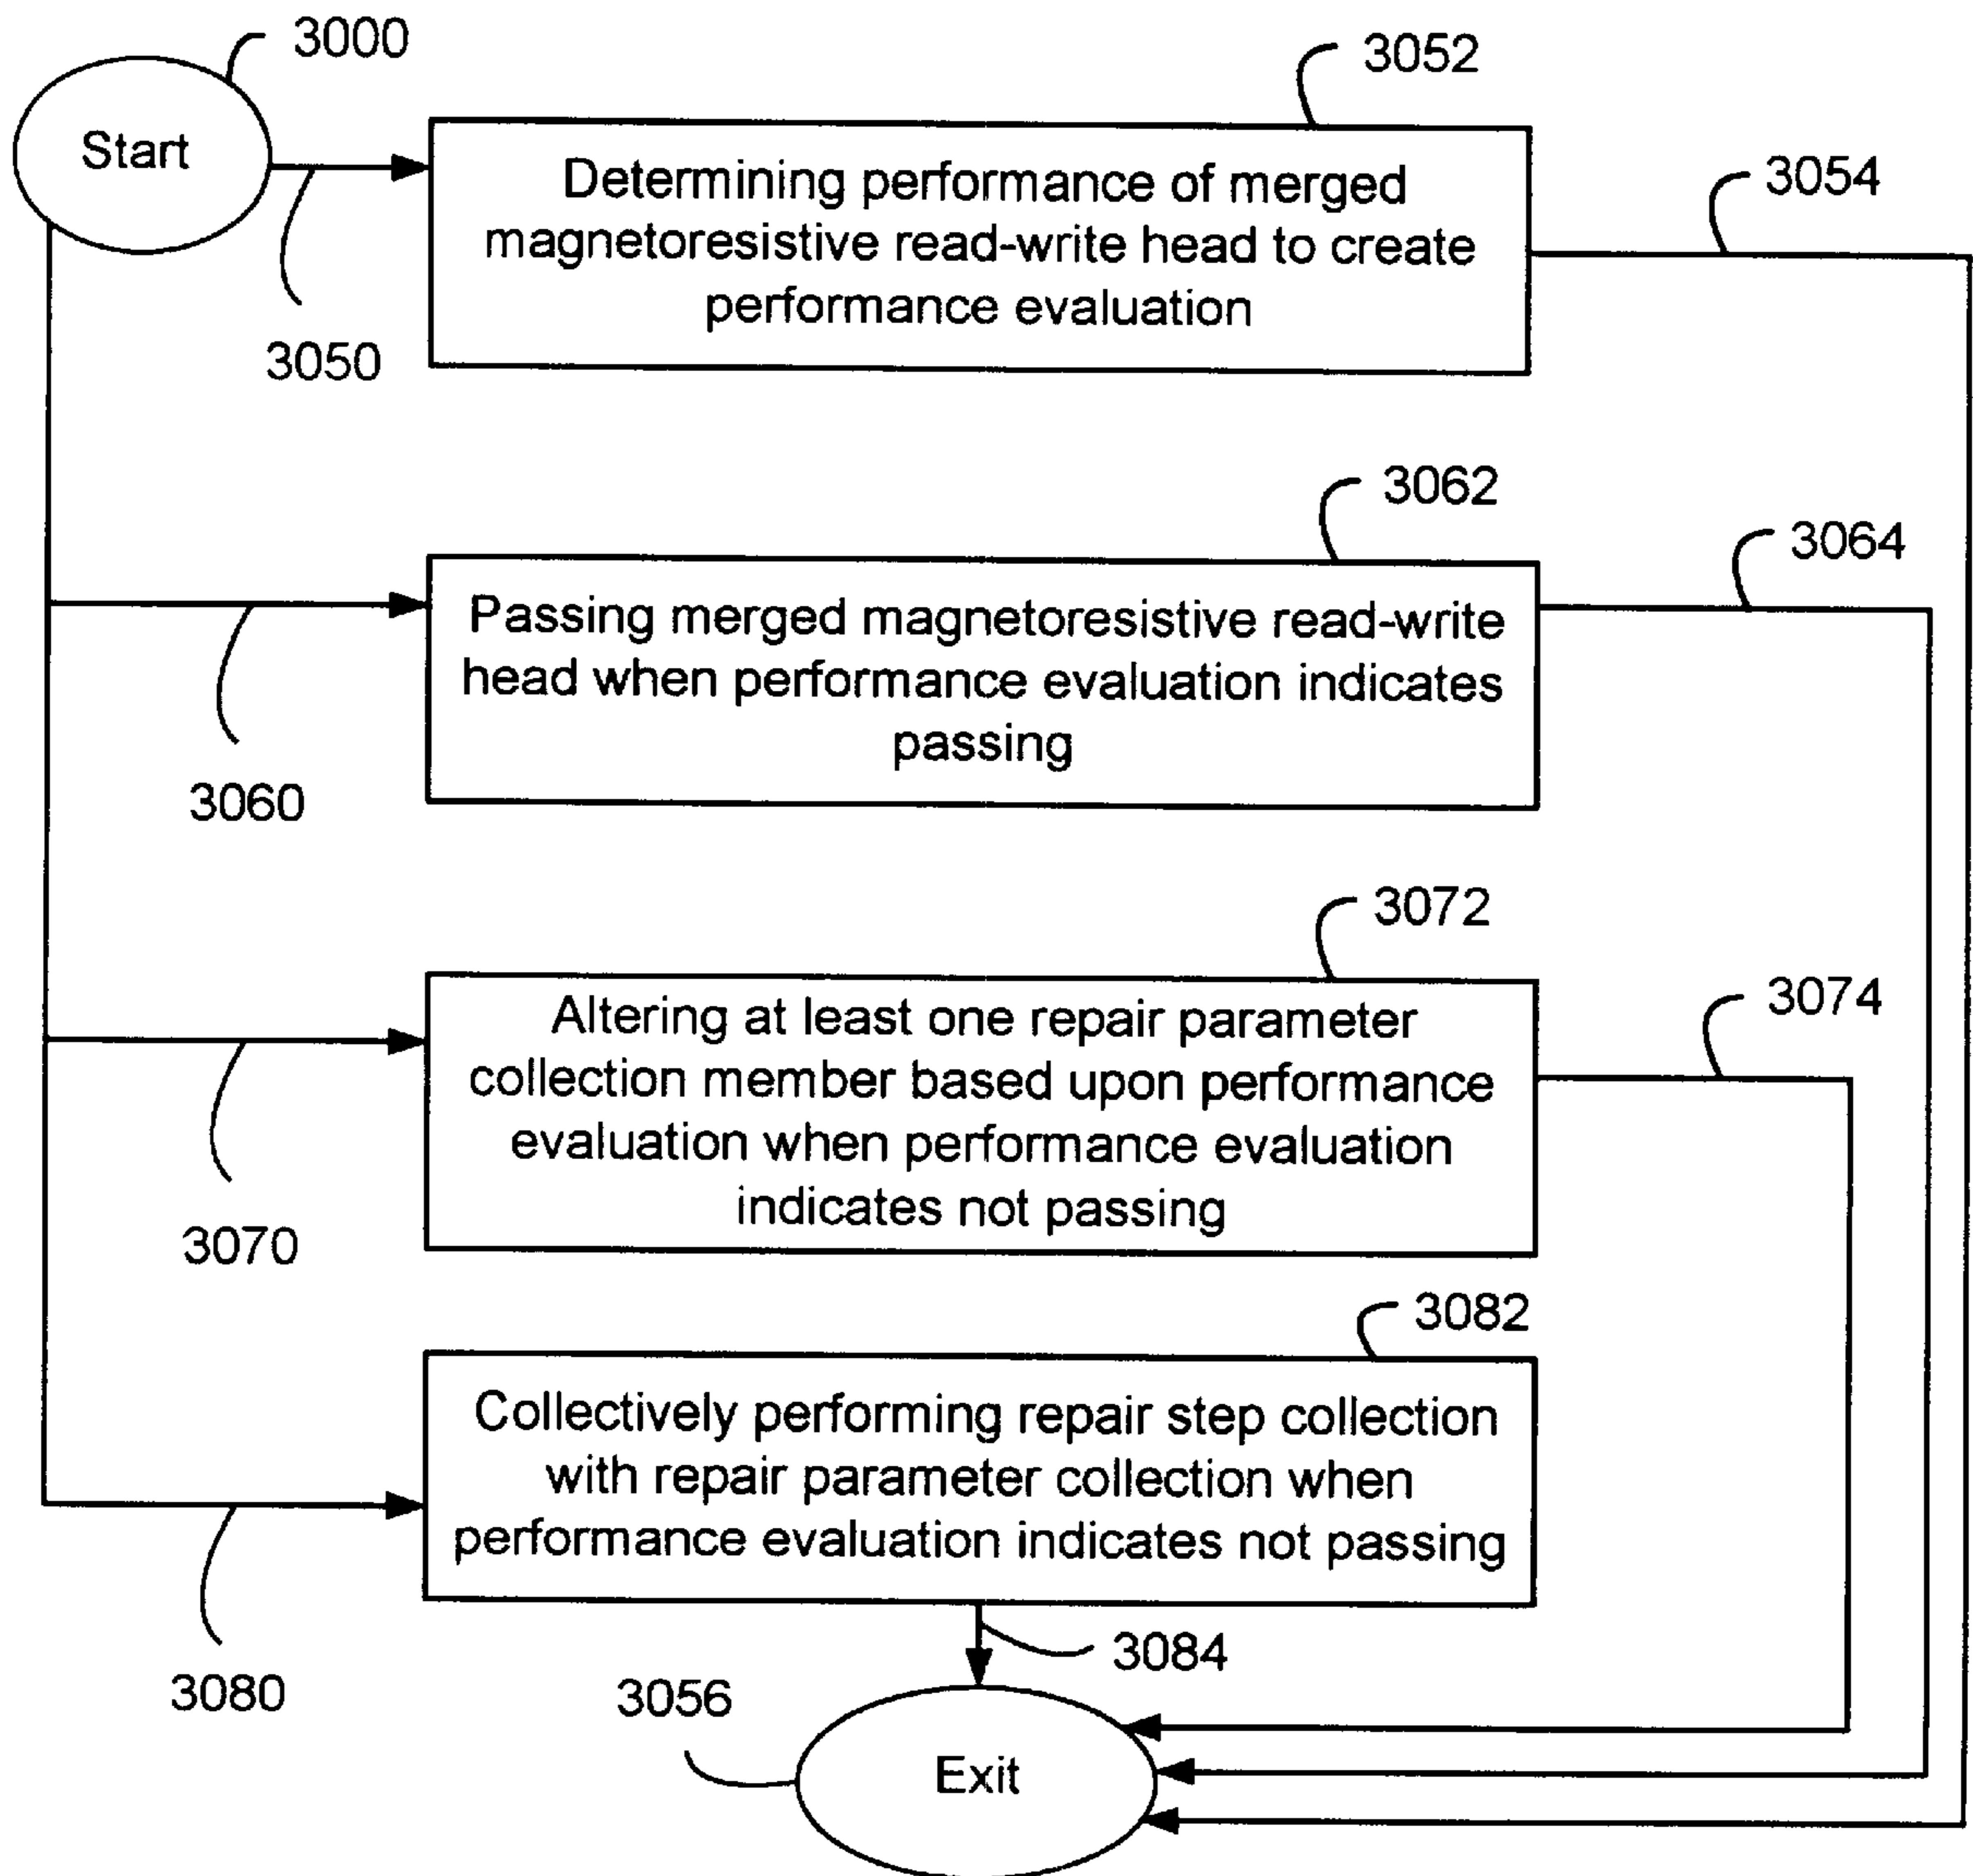 3000
Start
3052
Determining performance of merged
magnetoresistive read-write head to create
performance evaluation
3054
3050
3062
Passing merged magnetoresistive read-write
head when performance evaluation indicates
passing
3064
3060
3072
Altering at least one repair parameter
collection member based upon performance
evaluation when performance evaluation
indicates not passing
3074
3070
3082
Collectively performing repair step collection
with repair parameter collection when
performance evaluation indicates not passing
3080
3084
3056
Exit